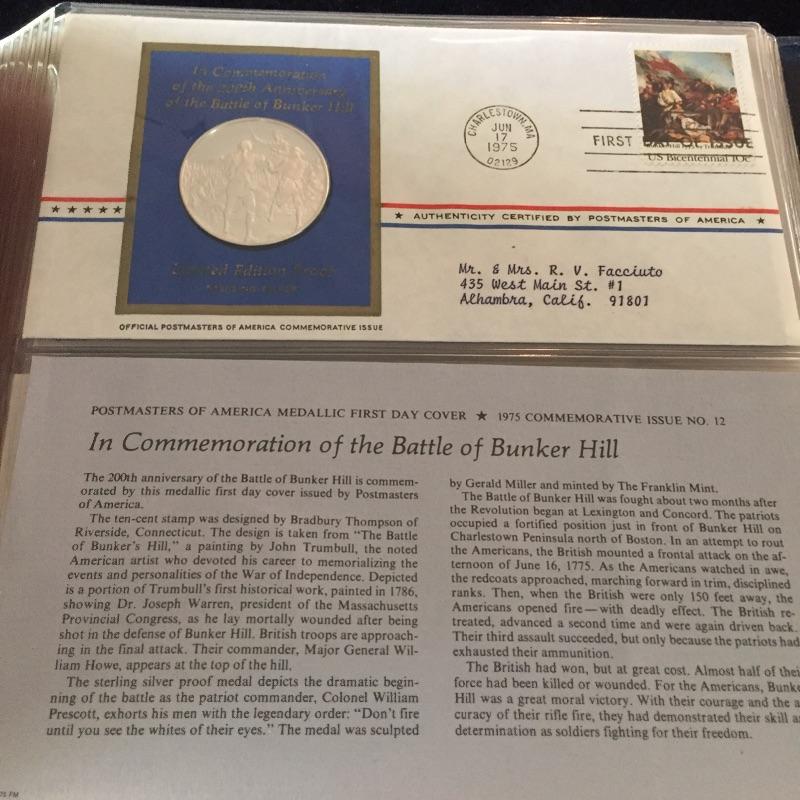 In Commemoration
of the 200th Anniversary
of the Battle of Bunker Hill
Limited Edition Proof
STERLING SILVER
OFFICIAL POSTMASTERS OF AMERICA COMMEMORATIVE ISSUE
CHARLESTOWN, MA
JUN
17
1975
02129
FIRST DAY OF ISSUE
US Bicentennial 10c
★ AUTHENTICITY CERTIFIED BY POSTMASTERS OF AMERICA ★
Mr. & Mrs. R. V. Facciuto
435 West Main St. #1
Alhambra, Calif. 91801
POSTMASTERS OF AMERICA MEDALLIC FIRST DAY COVER ★ 1975 COMMEMORATIVE ISSUE NO. 12
In Commemoration of the Battle of Bunker Hill
The 200th anniversary of the Battle of Bunker Hill is commem-
orated by this medallic first day cover issued by Postmasters
of America.
The ten-cent stamp was designed by Bradbury Thompson of
Riverside, Connecticut. The design is taken from "The Battle
of Bunker's Hill," a painting by John Trumbull, the noted
American artist who devoted his career to memorializing the
events and personalities of the War of Independence. Depicted
is a portion of Trumbull's first historical work, painted in 1786,
showing Dr. Joseph Warren, president of the Massachusetts
Provincial Congress, as he lay mortally wounded after being
shot in the defense of Bunker Hill. British troops are approach-
ing in the final attack. Their commander, Major General Wil-
liam Howe, appears at the top of the hill.
The sterling silver proof medal depicts the dramatic begin-
ning of the battle as the patriot commander, Colonel William
Prescott, exhorts his men with the legendary order: "Don't fire
until you see the whites of their eyes." The medal was sculpted
by Gerald Miller and minted by The Franklin Mint.
The Battle of Bunker Hill was fought about two months after
the Revolution began at Lexington and Concord. The patriots
occupied a fortified position just in front of Bunker Hill on
Charlestown Peninsula north of Boston. In an attempt to rout
the Americans, the British mounted a frontal attack on the af-
ternoon of June 16, 1775. As the Americans watched in awe,
the redcoats approached, marching forward in trim, disciplined
ranks. Then, when the British were only 150 feet away, the
Americans opened fire—with deadly effect. The British re-
treated, advanced a second time and were again driven back.
Their third assault succeeded, but only because the patriots had
exhausted their ammunition.
The British had won, but at great cost. Almost half of thei
force had been killed or wounded. For the Americans, Bunke
Hill was a great moral victory. With their courage and the a
curacy of their rifle fire, they had demonstrated their skill a
determination as soldiers fighting for their freedom.
75 FM